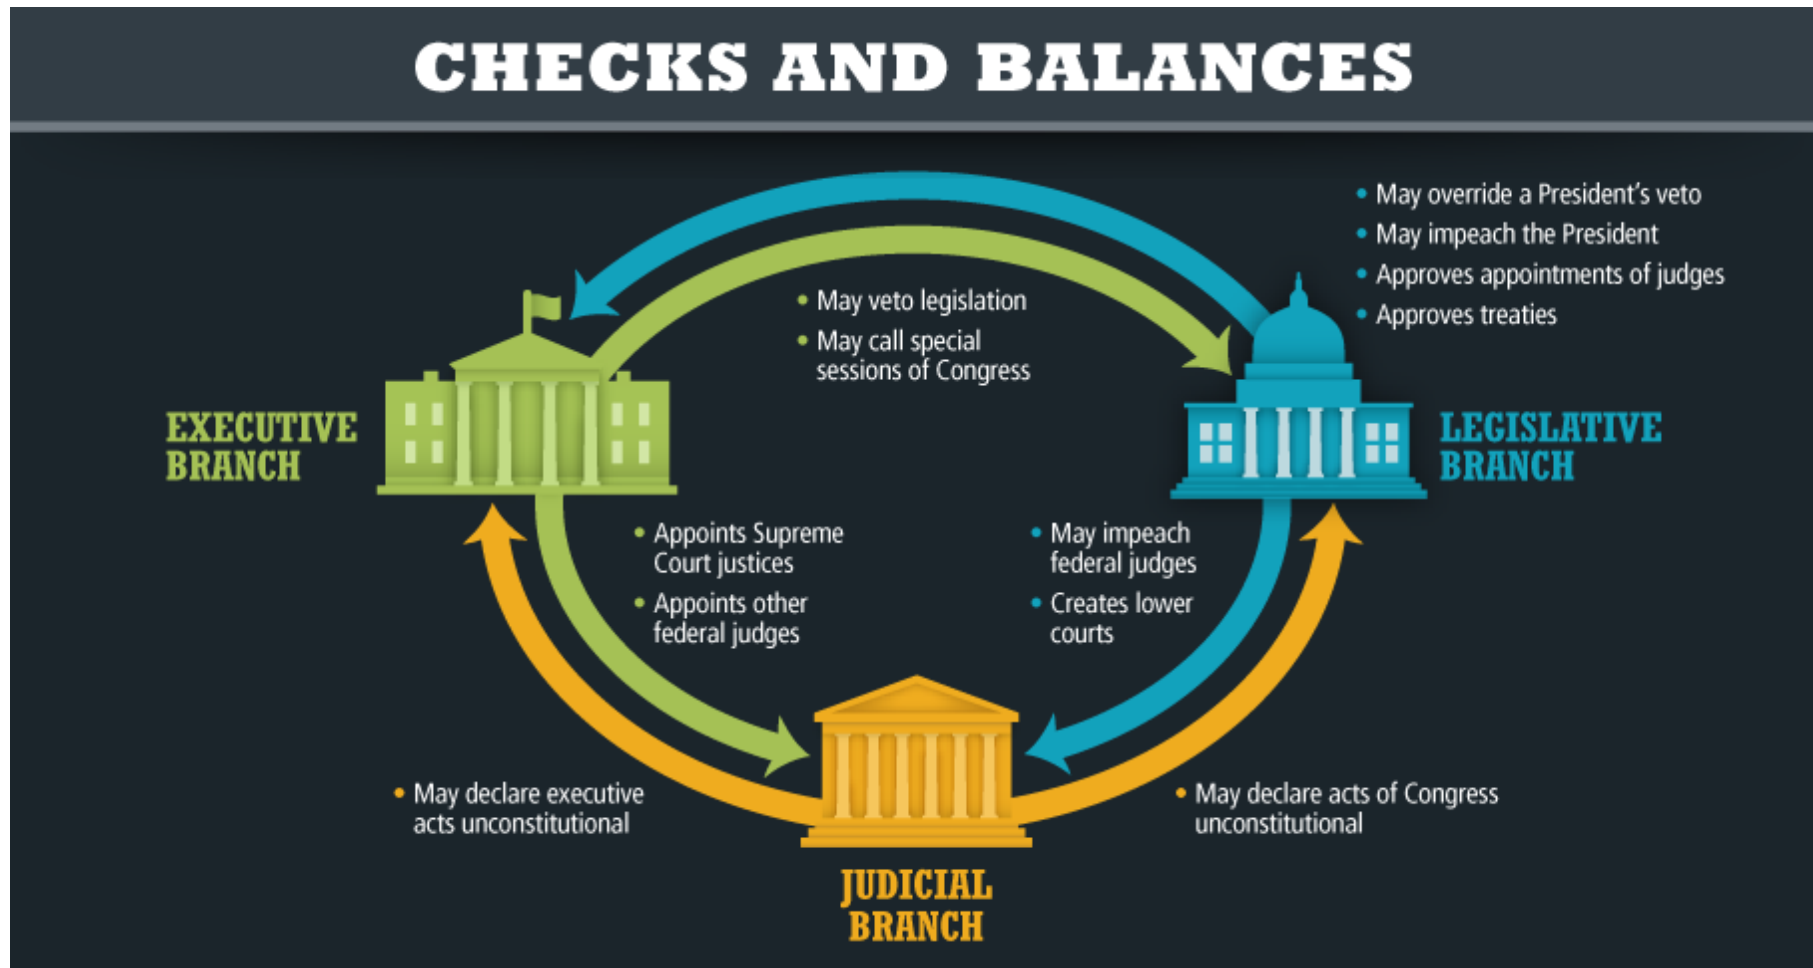 CHECKS AND BALANCES
• May override a President’s veto
• May impeach the President
• Approves appointments of judges
• Approves treaties
• May veto legislation
• May call special
sessions of Congress
EXECUTIVE
BRANCH
LEGISLATIVE
BRANCH
• Appoints Supreme
Court justices
• Appoints other
federal judges
• May impeach
federal judges
• Creates lower
courts
• May declare executive
acts unconstitutional
• May declare acts of Congress
unconstitutional
JUDICIAL
BRANCH